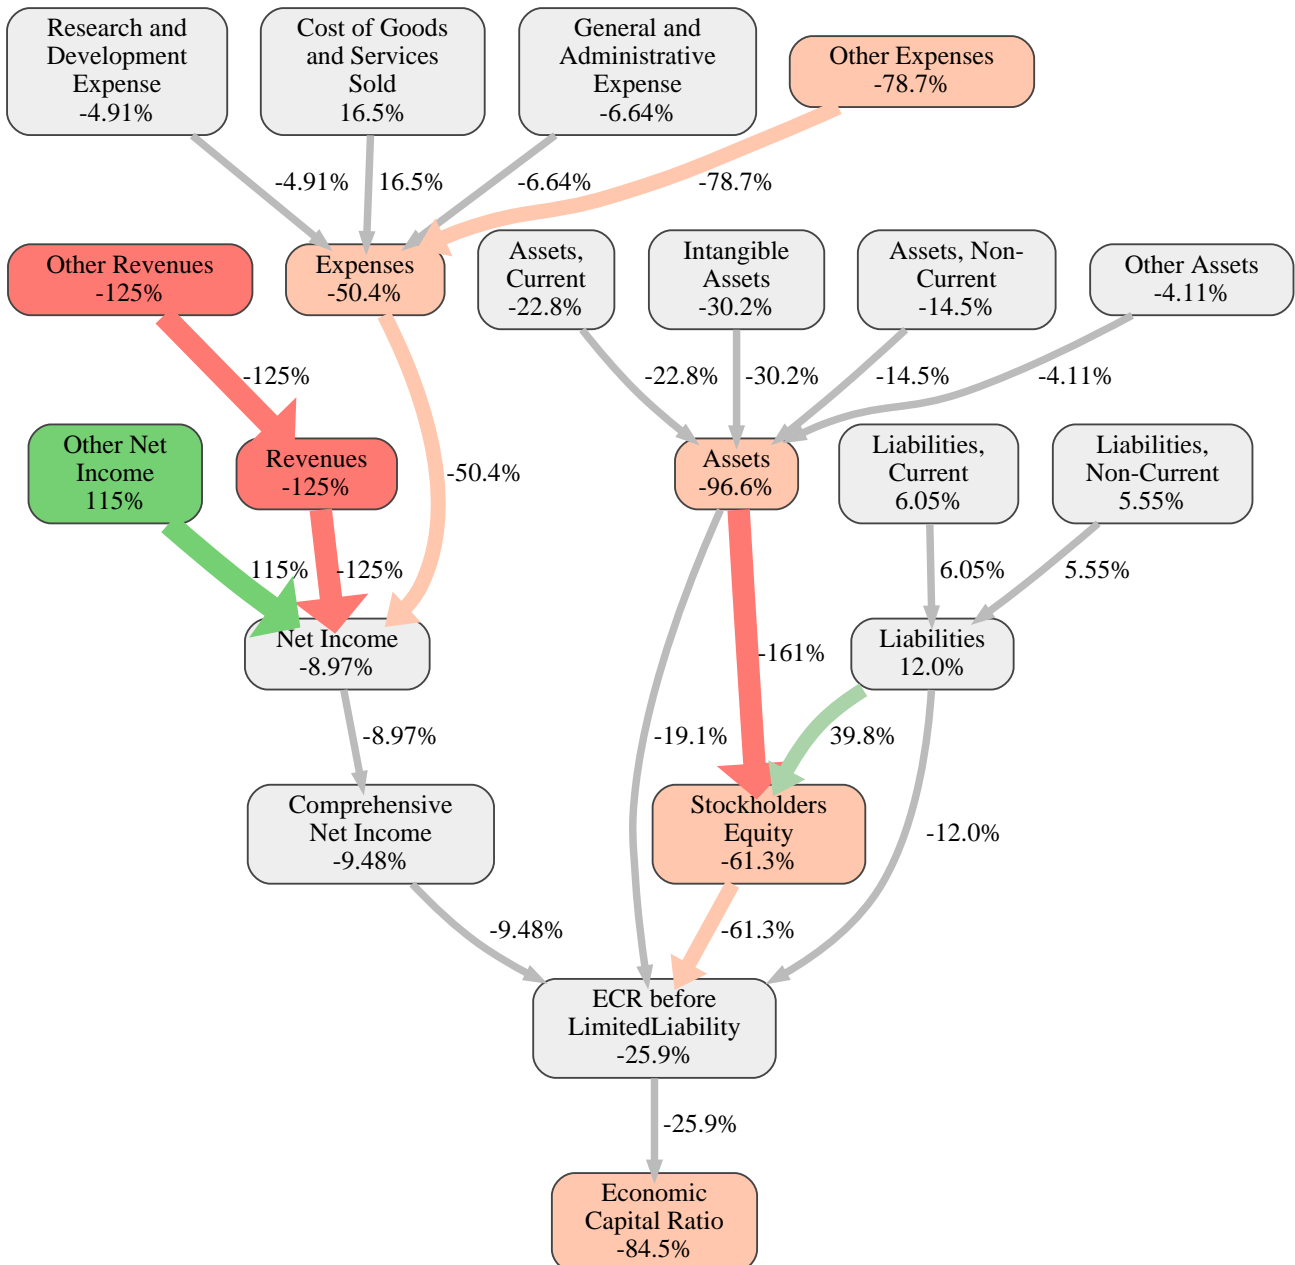 Research and
Development
Expense
-4.91%
Cost of Goods
and Services
Sold
16.5%
General and
Administrative
Expense
-6.64%
Other Expenses
-78.7%
-4.91%
16.5%
-6.64%
-78.7%
Other Revenues
-125%
Expenses
-50.4%
Assets,
Current
-22.8%
Intangible
Assets
-30.2%
Assets, Non-
Current
-14.5%
Other Assets
-4.11%
-125%
-22.8%
-30.2%
-14.5%
-4.11%
Other Net
Income
115%
Revenues
-125%
-50.4%
Assets
-96.6%
Liabilities,
Current
6.05%
Liabilities,
Non-Current
5.55%
115%
-125%
6.05%
5.55%
Net Income
-8.97%
-161%
Liabilities
12.0%
-8.97%
-19.1%
39.8%
Comprehensive
Net Income
-9.48%
Stockholders
Equity
-61.3%
-12.0%
-9.48%
-61.3%
ECR before
LimitedLiability
-25.9%
-25.9%
Economic
Capital Ratio
-84.5%